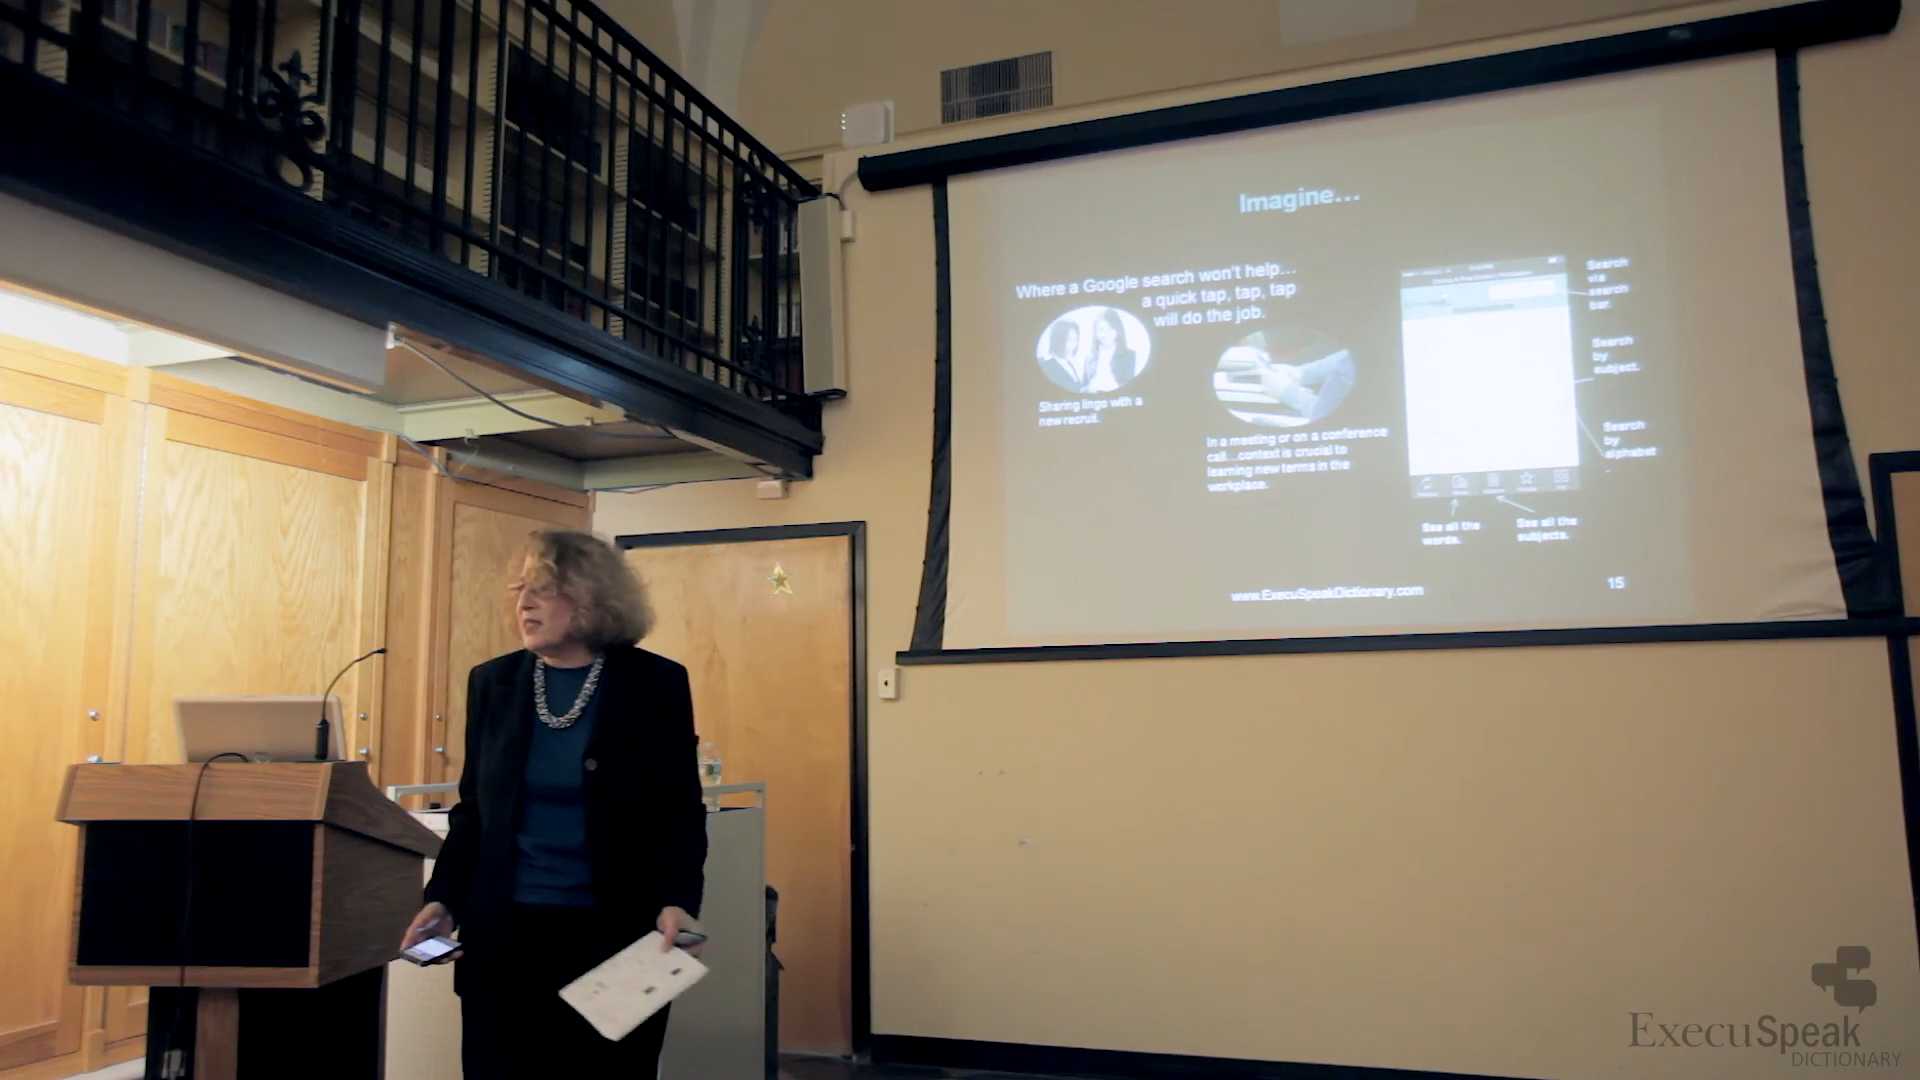 Imagine...
Where a Google search won't help...
a quick tap, tap, tap
will do the job.
Sharing lingo with a
new recruit.
In a meeting or on a conference
call...context is crucial to
learning new terms in the
workplace.
Search
via
search
bar.
Search
by
subject.
Search
by
alphabet
.
See all the
words.
See all the
subjects.
www.ExecuSpeakDictionary.com
15
ExecuSpeak
DICTIONARY